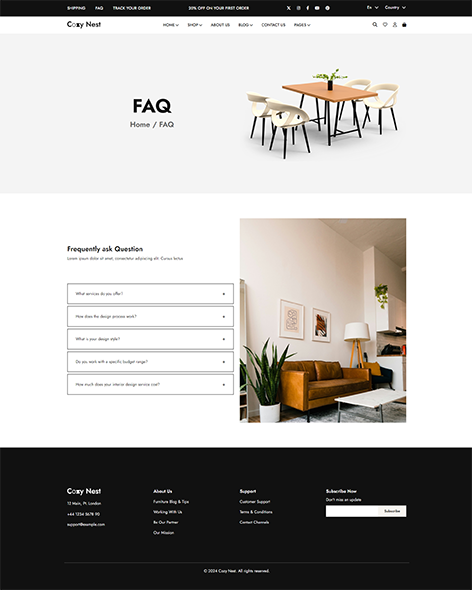 SHIPPING FAQ TRACK YOUR ORDER 20% OFF ON YOUR FIRST ORDER En Country
Cozy Nest HOME SHOP ABOUT US BLOG CONTACT US PAGES
FAQ
Home / FAQ
Frequently ask Question
Lorem ipsum dolor sit amet, consectetur adipiscing elit. Cursus luctus
What services do you offer? +
How does the design process work? +
What is your design style? +
Do you work with a specific budget range? +
How much does your interior design service cost? +
Cozy Nest
12 Main, Pt. London
+44 1234 5678 90
support@example.com
About Us
Furniture Blog & Tips
Working With Us
Be Our Partner
Our Mission
Support
Customer Support
Terms & Conditions
Contact Channels
Subscribe Now
Don't miss an update
Subscribe
© 2024 Cozy Nest. All rights reserved.